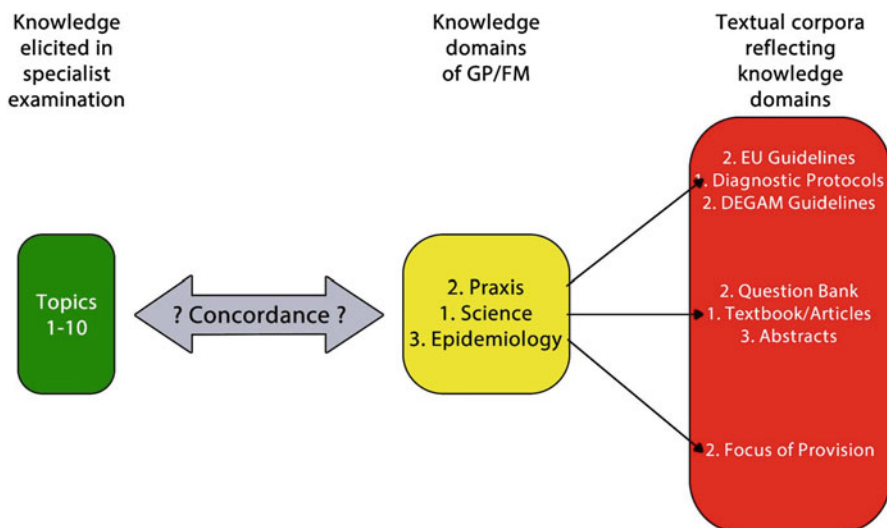 Knowledge
elicited in
specialist
examination
Knowledge
domains
of GP/FM
Textual corpora
reflecting
knowledge
domains
Topics
1-10
? Concordance ?
2. Praxis
1. Science
3. Epidemiology
2. EU Guidelines
1. Diagnostic Protocols
2. DEGAM Guidelines
2. Question Bank
1. Textbook/Articles
3. Abstracts
2. Focus of Provision